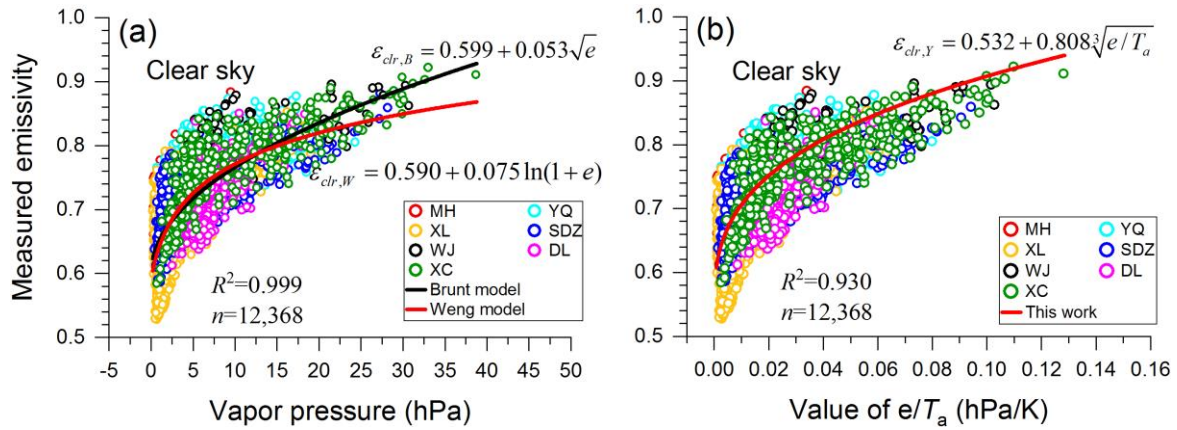 (a)
ε_clr,B = 0.599 + 0.053√e
Clear sky
ε_clr,W = 0.590 + 0.075 ln(1 + e)
MH
YQ
XL
SDZ
WJ
DL
XC
Brunt model
Weng model
R²=0.999
n=12,368
Measured emissivity
1.0
0.9
0.8
0.7
0.6
0.5
-5 0 5 10 15 20 25 30 35 40 45 50
Vapor pressure (hPa)
(b)
ε_clr,Y = 0.532 + 0.808∛(e/T_a)
Clear sky
MH
YQ
XL
SDZ
WJ
DL
XC
This work
R²=0.930
n=12,368
1.0
0.9
0.8
0.7
0.6
0.5
0.00 0.02 0.04 0.06 0.08 0.10 0.12 0.14 0.16
Value of e/T_a (hPa/K)